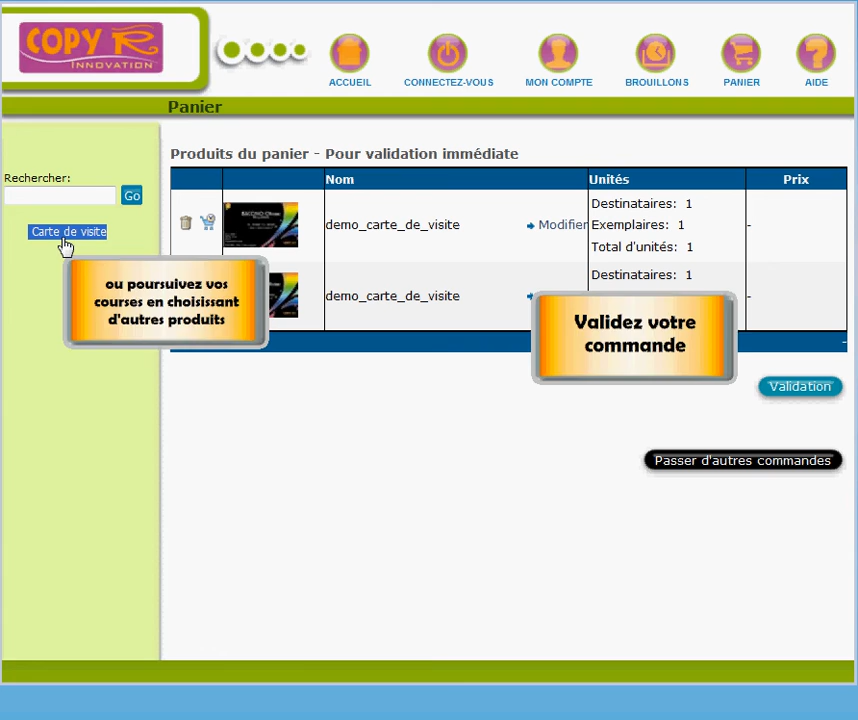 COPY R
INNOVATION
ACCUEIL
CONNECTEZ-VOUS
MON COMPTE
BROUILLONS
PANIER
AIDE
Panier
Rechercher:
Go
Carte de visite
ou poursuivez vos
courses en choisissant
d'autres produits
Produits du panier - Pour validation immédiate
Nom
Unités
Prix
demo_carte_de_visite
Modifier
Destinataires: 1
Exemplaires: 1
Total d'unités: 1
-
demo_carte_de_visite
Destinataires: 1
-
-
Validez votre
commande
Validation
Passer d'autres commandes